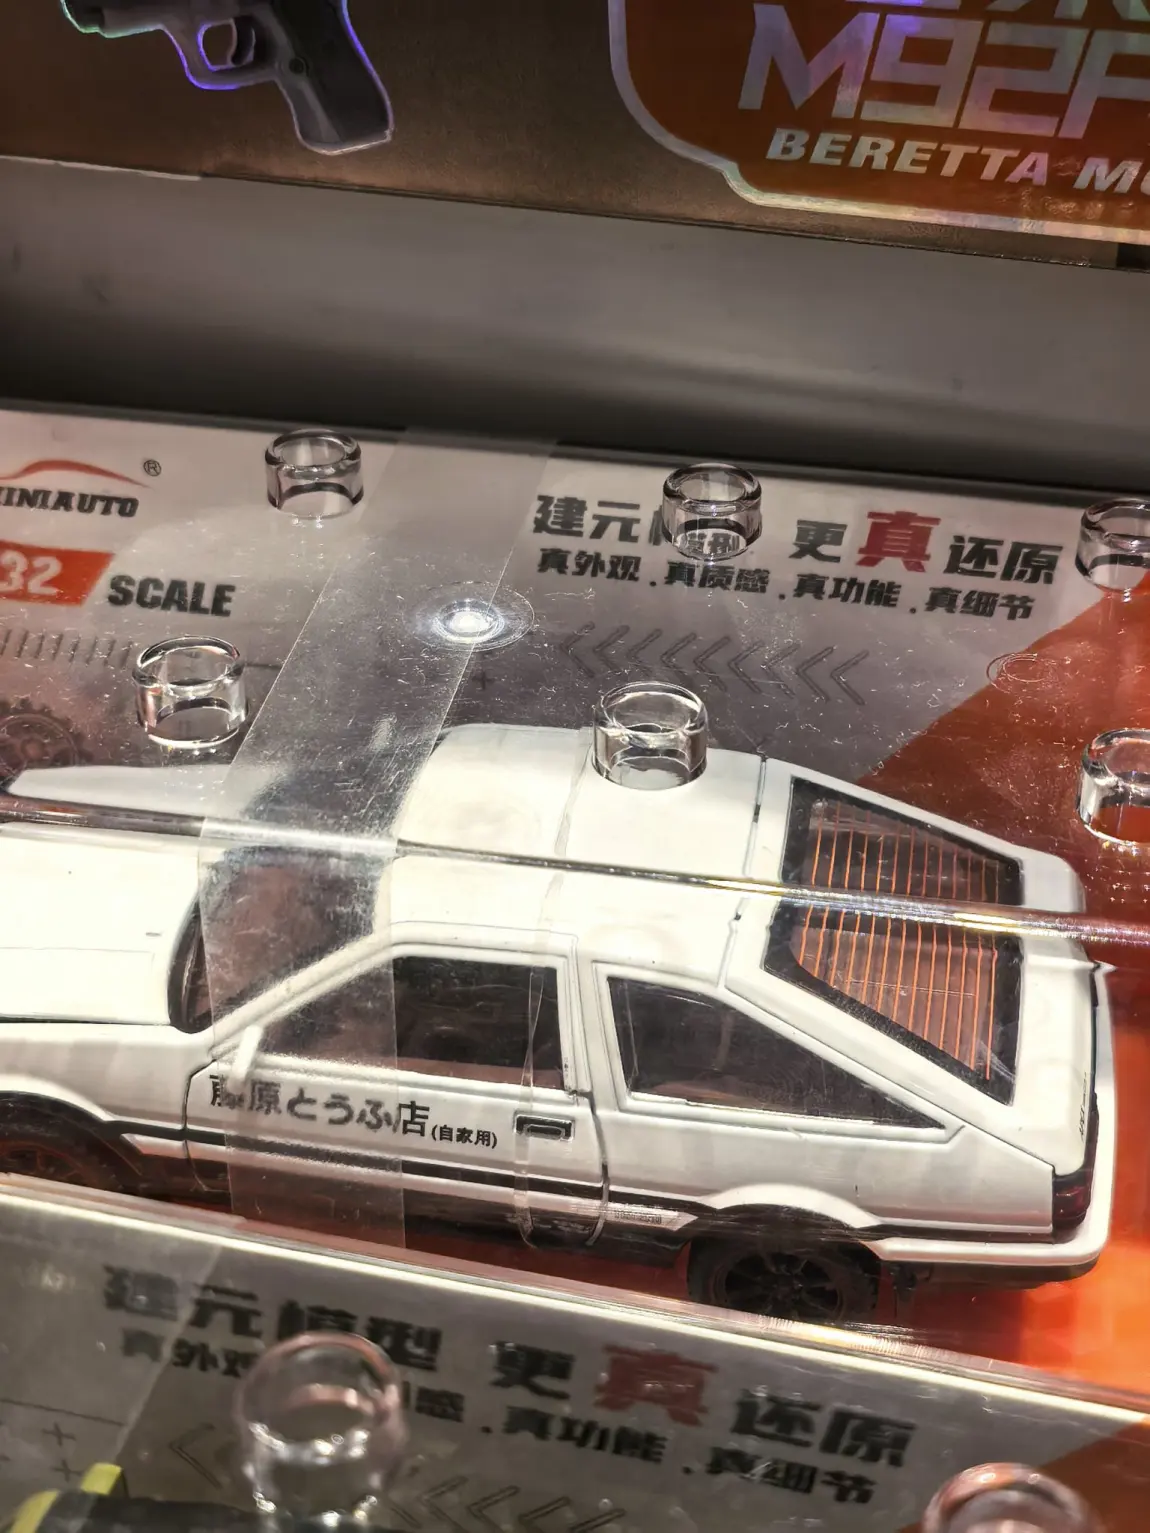 M92F
BERETTA
MINIAUTO
®
32
SCALE
建元模型 更真还原
真外观.真质感.真功能.真细节
藤原とうふ店(自家用)
建元模型 更真还原
真外观.真质感.真功能.真细节